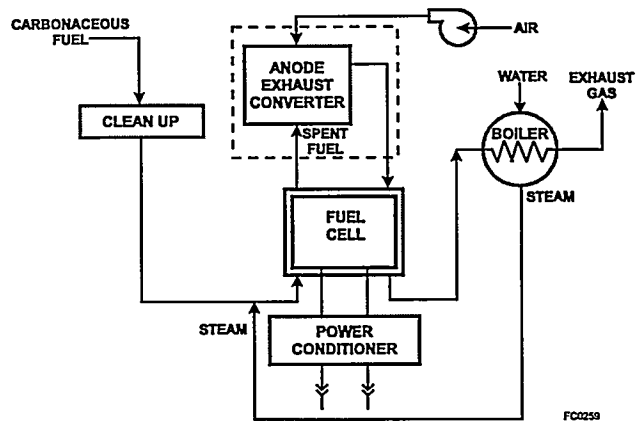 CARBONACEOUS
FUEL
CLEAN UP
ANODE
EXHAUST
CONVERTER
SPENT
FUEL
AIR
WATER
EXHAUST
GAS
BOILER
STEAM
FUEL
CELL
STEAM
POWER
CONDITIONER
FC0259